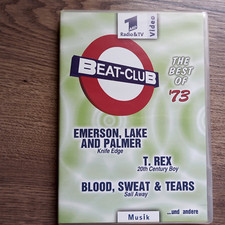 1
Radio & TV
Video
BEAT-CLUB
THE
BEST
OF
'73
EMERSON, LAKE
AND PALMER
Knife Edge
T. REX
20th Century Boy
BLOOD, SWEAT & TEARS
Sail Away
...und andere
Musik